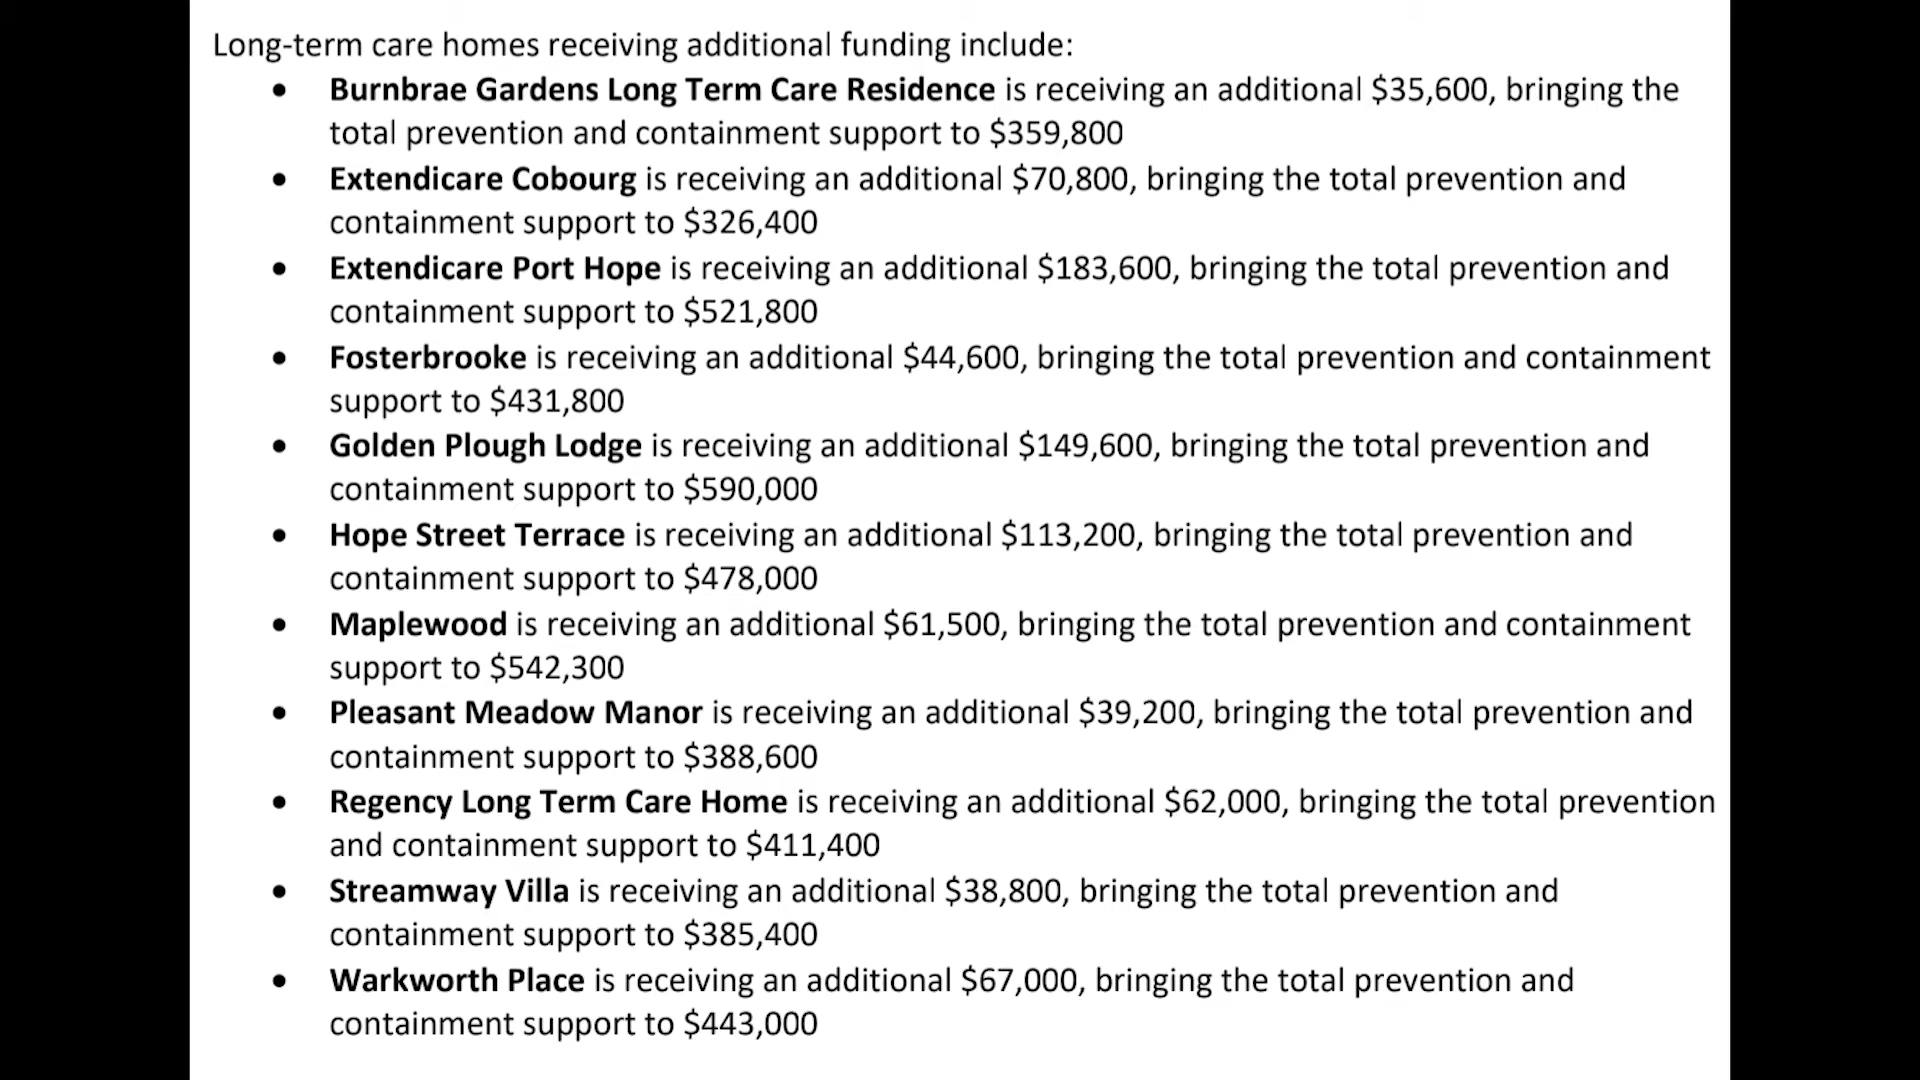 Long-term care homes receiving additional funding include:
• Burnbrae Gardens Long Term Care Residence is receiving an additional $35,600, bringing the
total prevention and containment support to $359,800
• Extendicare Cobourg is receiving an additional $70,800, bringing the total prevention and
containment support to $326,400
• Extendicare Port Hope is receiving an additional $183,600, bringing the total prevention and
containment support to $521,800
• Fosterbrooke is receiving an additional $44,600, bringing the total prevention and containment
support to $431,800
• Golden Plough Lodge is receiving an additional $149,600, bringing the total prevention and
containment support to $590,000
• Hope Street Terrace is receiving an additional $113,200, bringing the total prevention and
containment support to $478,000
• Maplewood is receiving an additional $61,500, bringing the total prevention and containment
support to $542,300
• Pleasant Meadow Manor is receiving an additional $39,200, bringing the total prevention and
containment support to $388,600
• Regency Long Term Care Home is receiving an additional $62,000, bringing the total prevention
and containment support to $411,400
• Streamway Villa is receiving an additional $38,800, bringing the total prevention and
containment support to $385,400
• Warkworth Place is receiving an additional $67,000, bringing the total prevention and
containment support to $443,000